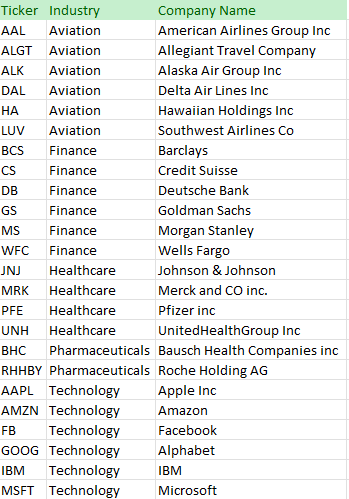 Ticker Industry Company Name
AAL Aviation American Airlines Group Inc
ALGT Aviation Allegiant Travel Company
ALK Aviation Alaska Air Group Inc
DAL Aviation Delta Air Lines Inc
HA Aviation Hawaiian Holdings Inc
LUV Aviation Southwest Airlines Co
BCS Finance Barclays
CS Finance Credit Suisse
DB Finance Deutsche Bank
GS Finance Goldman Sachs
MS Finance Morgan Stanley
WFC Finance Wells Fargo
JNJ Healthcare Johnson & Johnson
MRK Healthcare Merck and CO inc.
PFE Healthcare Pfizer inc
UNH Healthcare UnitedHealthGroup Inc
BHC Pharmaceuticals Bausch Health Companies inc
RHHBY Pharmaceuticals Roche Holding AG
AAPL Technology Apple Inc
AMZN Technology Amazon
FB Technology Facebook
GOOG Technology Alphabet
IBM Technology IBM
MSFT Technology Microsoft